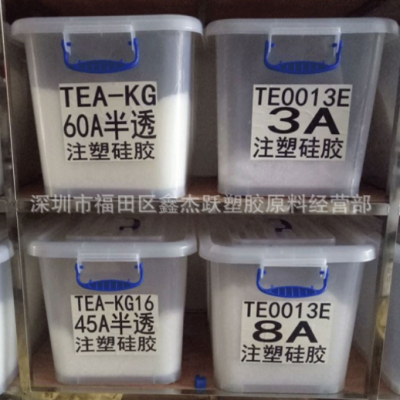 TEA-KG
60A半透
注塑硅胶
TE0013E
3A
注塑硅胶
深圳市福田区鑫杰跃塑胶原料经营部
TEA-KG16
45A半透
注塑硅胶
TE0013E
8A
注塑硅胶